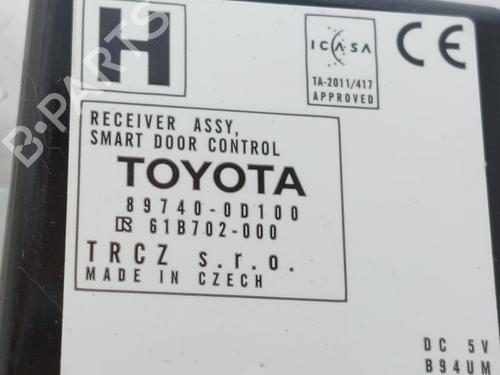 H
ICASA
TA-2011/417
APPROVED
CE
RECEIVER ASSY,
SMART DOOR CONTROL
TOYOTA
89740-0D100
61B702-000
TRCZ s.r.o.
MADE IN CZECH
DC 5V
B94UM
B-PARTS